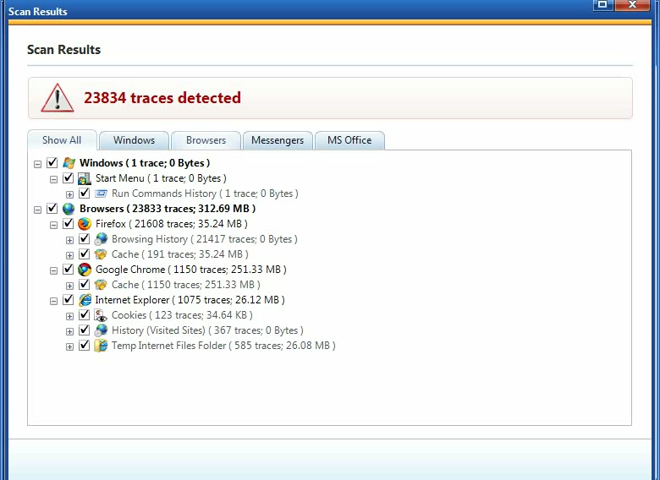 Scan Results
Scan Results
23834 traces detected
Show All Windows Browsers Messengers MS Office
Windows ( 1 trace; 0 Bytes )
Start Menu ( 1 trace; 0 Bytes )
Run Commands History ( 1 trace; 0 Bytes )
Browsers ( 23833 traces; 312.69 MB )
Firefox ( 21608 traces; 35.24 MB )
Browsing History ( 21417 traces; 0 Bytes )
Cache ( 191 traces; 35.24 MB )
Google Chrome ( 1150 traces; 251.33 MB )
Cache ( 1150 traces; 251.33 MB )
Internet Explorer ( 1075 traces; 26.12 MB )
Cookies ( 123 traces; 34.64 KB )
History (Visited Sites) ( 367 traces; 0 Bytes )
Temp Internet Files Folder ( 585 traces; 26.08 MB )